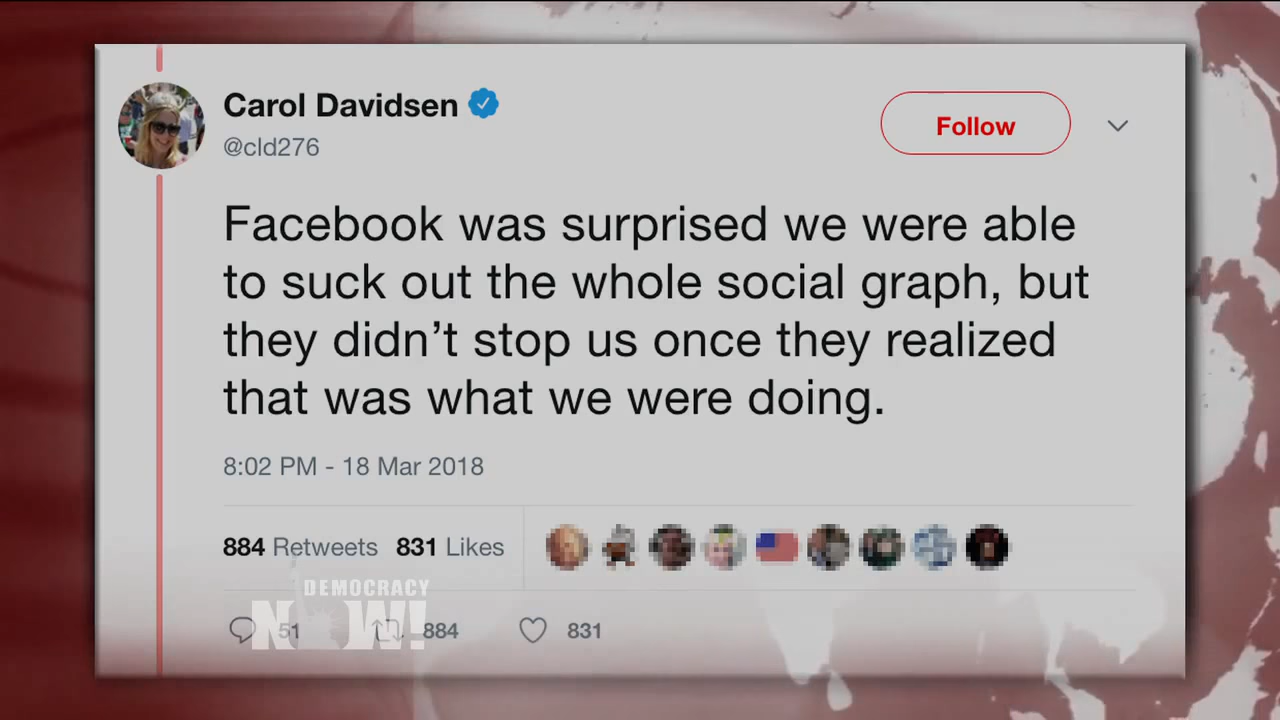 Carol Davidsen
@cld276
Follow
Facebook was surprised we were able
to suck out the whole social graph, but
they didn’t stop us once they realized
that was what we were doing.
8:02 PM - 18 Mar 2018
884 Retweets 831 Likes
DEMOCRACY
NOW!
51 884 831